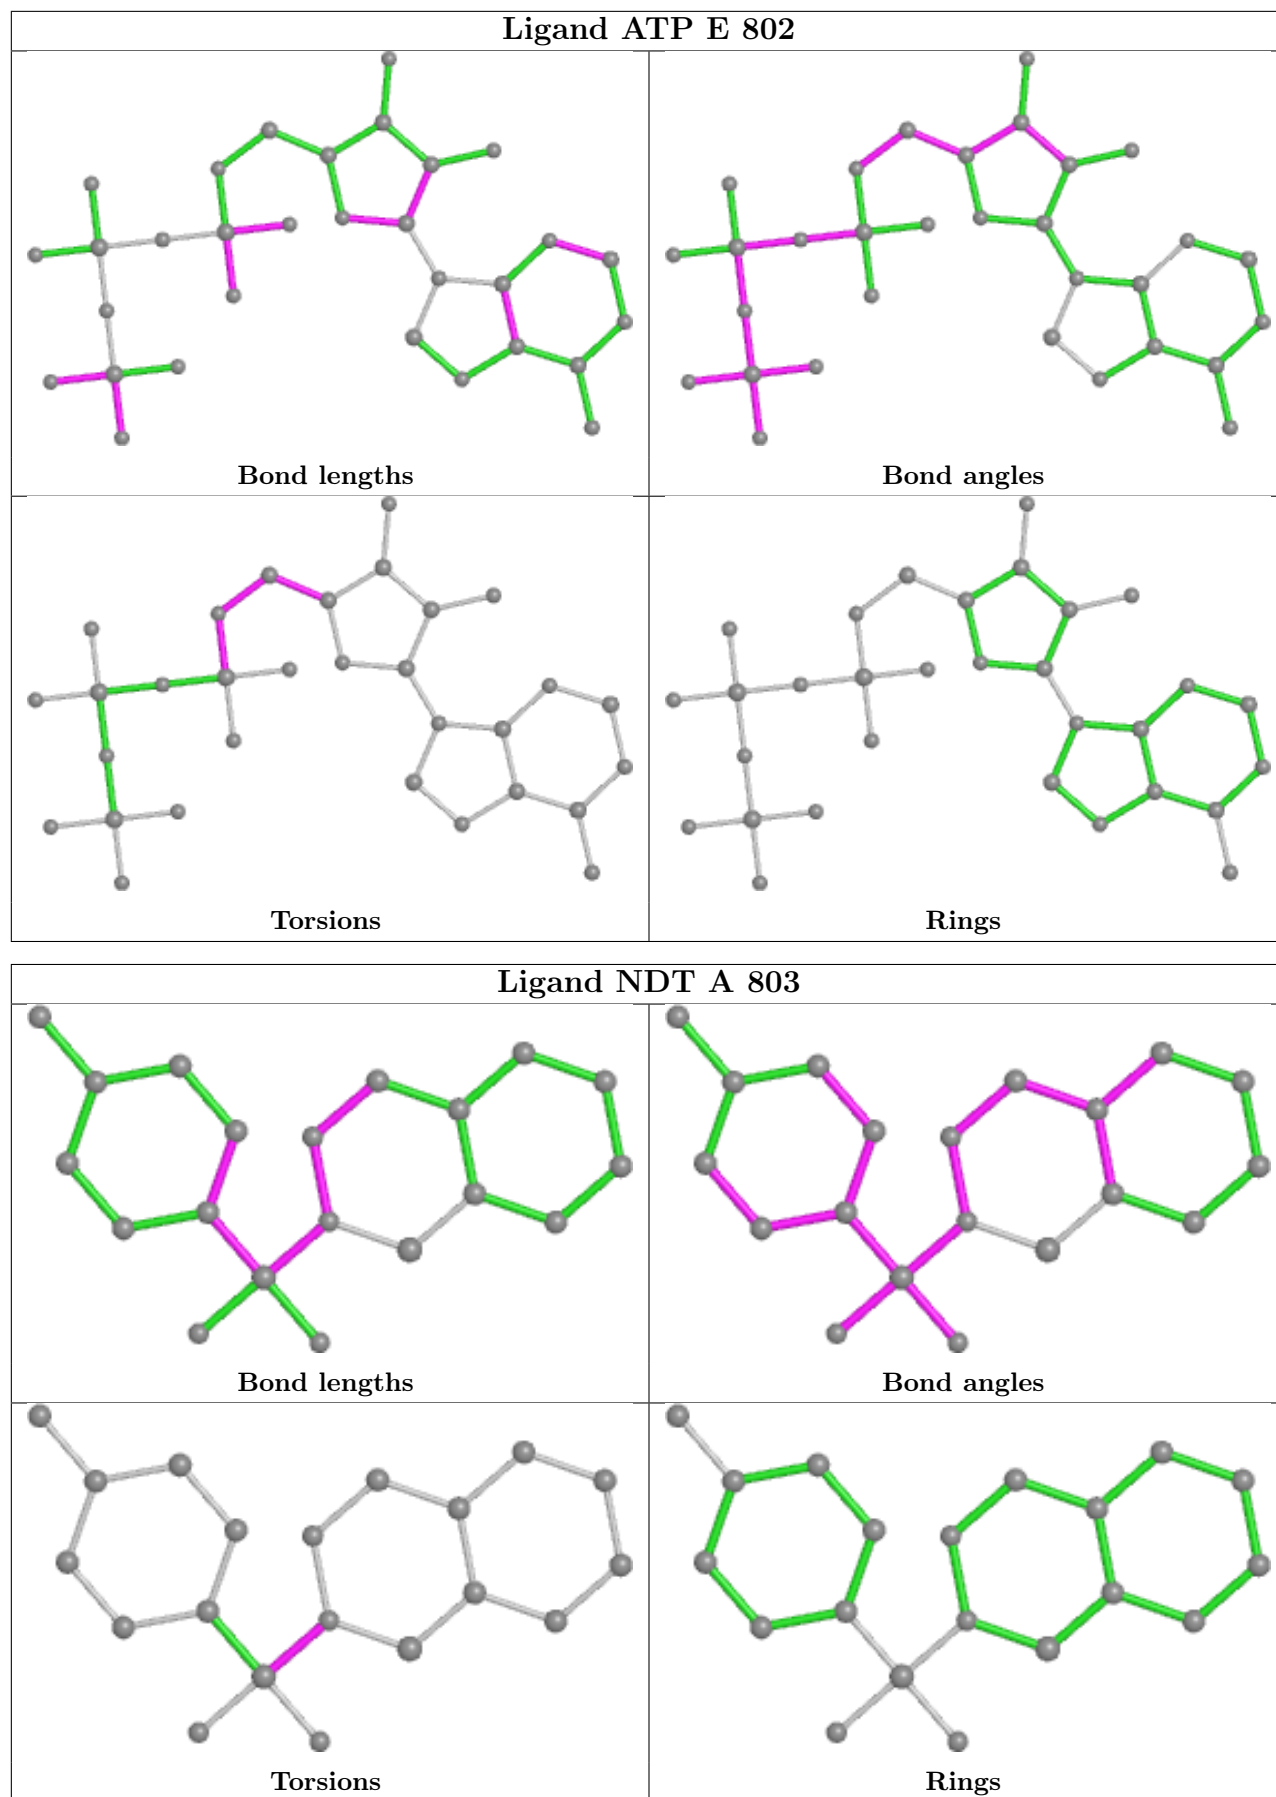 Ligand ATP E 802
Bond lengths
Bond angles
Torsions
Rings
Ligand NDT A 803
Bond lengths
Bond angles
Torsions
Rings